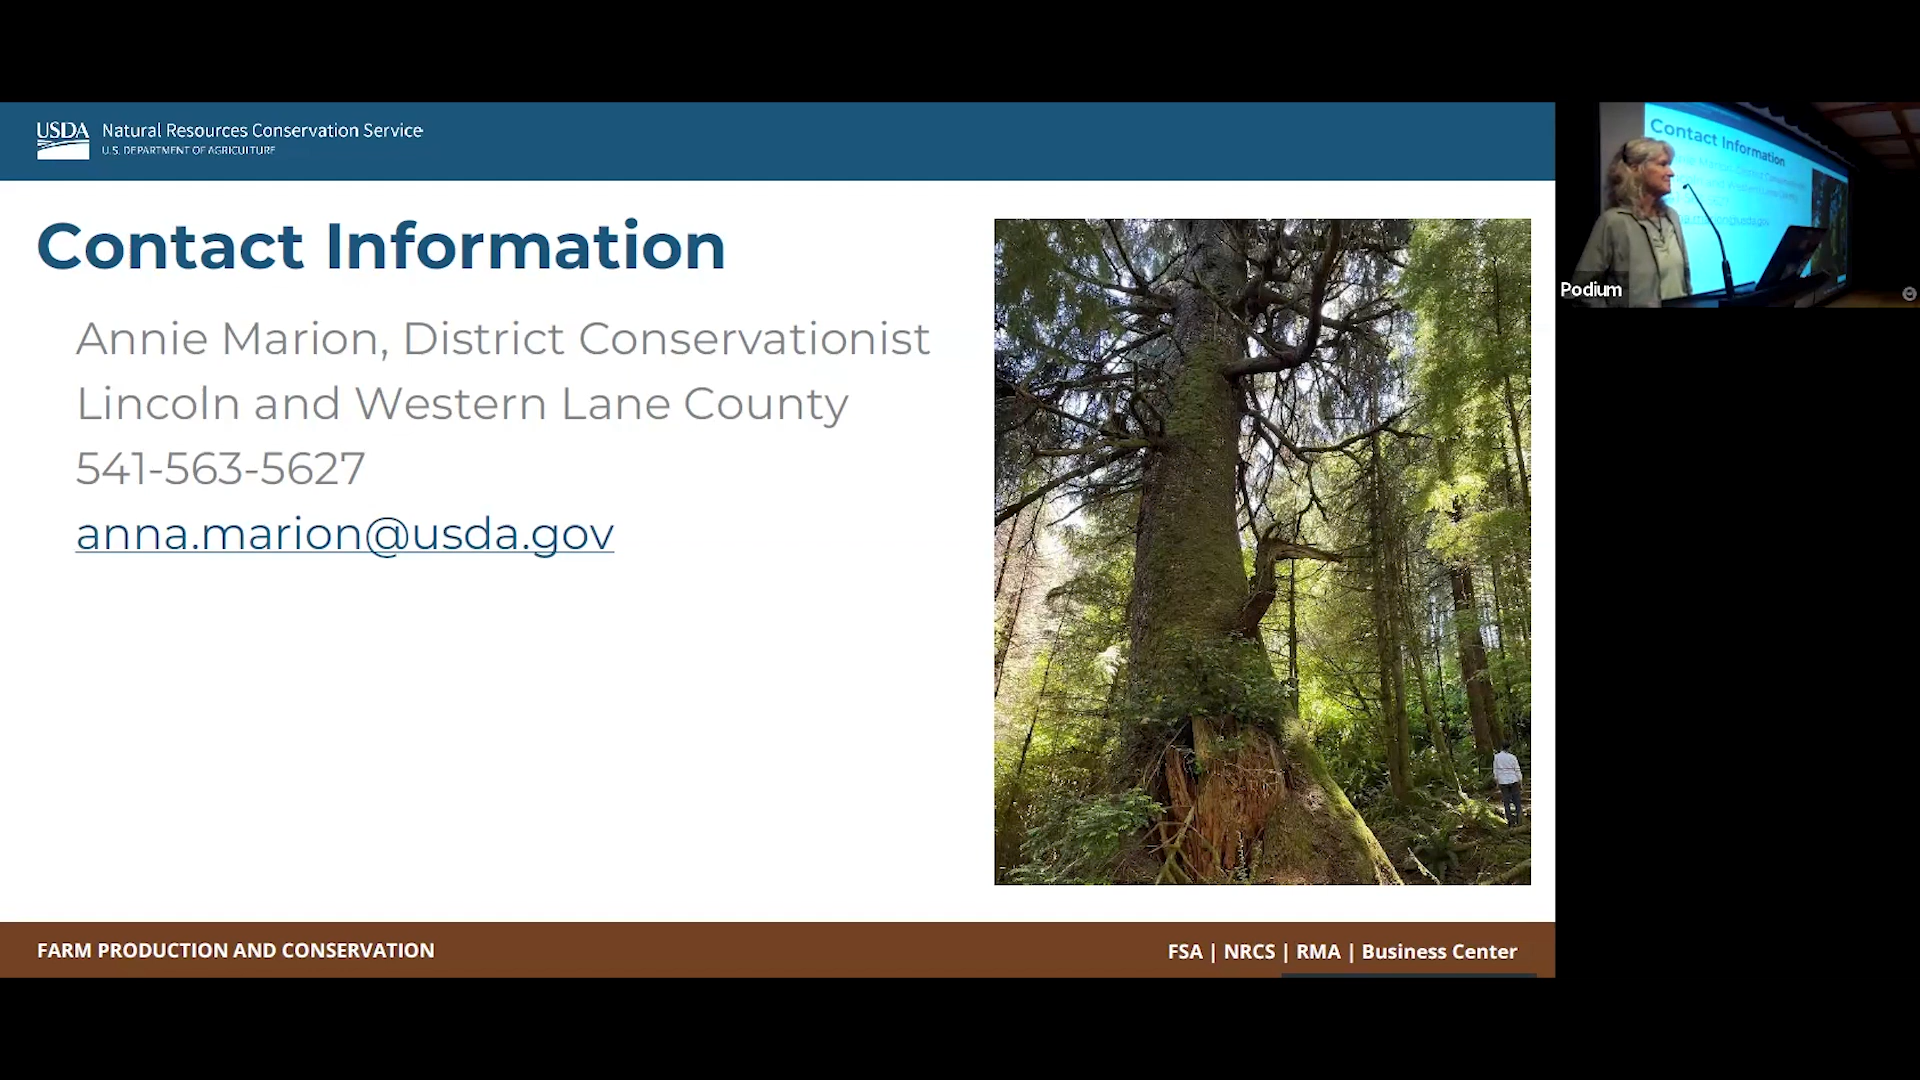 USDA Natural Resources Conservation Service
U.S. DEPARTMENT OF AGRICULTURE
Contact Information
Annie Marion, District Conservationist
Lincoln and Western Lane County
541-563-5627
anna.marion@usda.gov
FARM PRODUCTION AND CONSERVATION
FSA | NRCS | RMA | Business Center
Contact Information
Podium